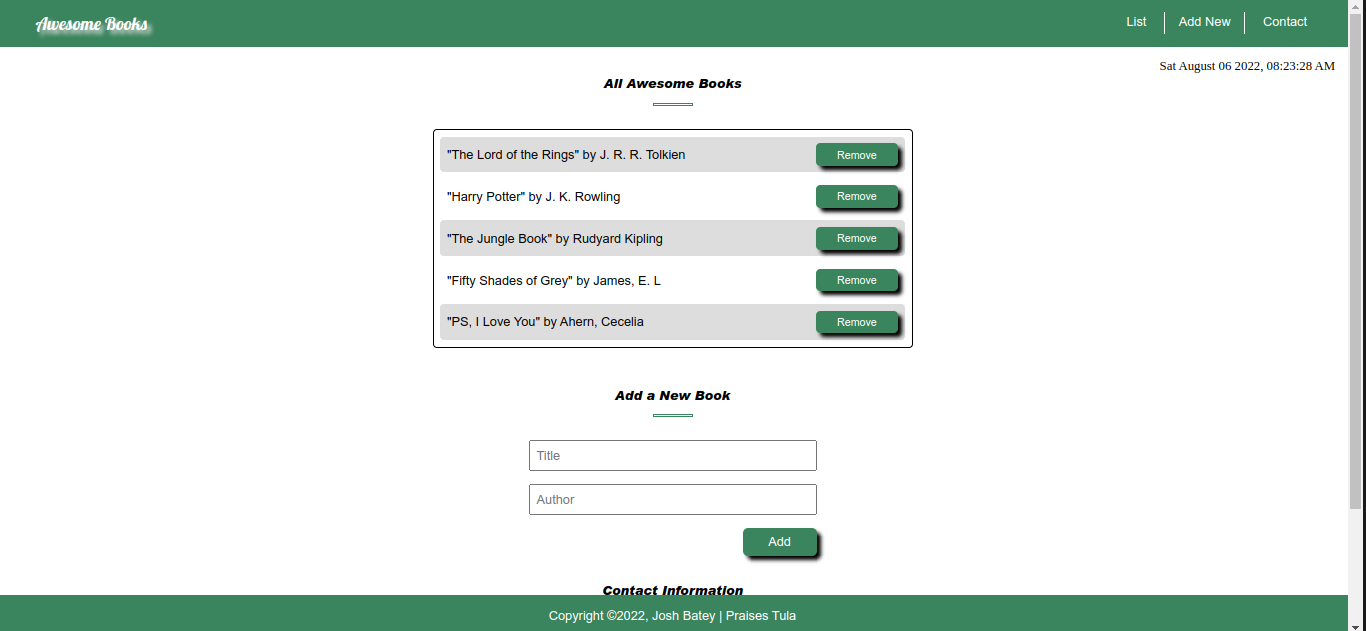 Awesome Books
List
Add New
Contact
Sat August 06 2022, 08:23:28 AM
All Awesome Books
"The Lord of the Rings" by J. R. R. Tolkien
Remove
"Harry Potter" by J. K. Rowling
Remove
"The Jungle Book" by Rudyard Kipling
Remove
"Fifty Shades of Grey" by James, E. L
Remove
"PS, I Love You" by Ahern, Cecelia
Remove
Add a New Book
Title
Author
Add
Contact Information
Copyright ©2022, Josh Batey | Praises Tula